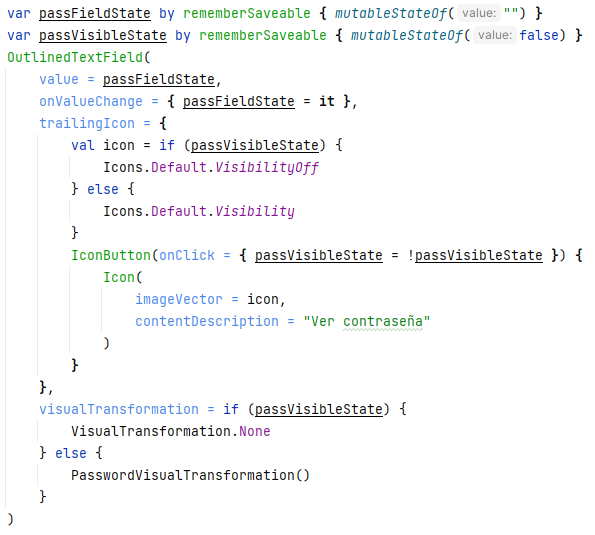 var passFieldState by rememberSaveable { mutableStateOf( value: "") }
var passVisibleState by rememberSaveable { mutableStateOf( value: false) }
OutlinedTextField(
    value = passFieldState,
    onValueChange = { passFieldState = it },
    trailingIcon = {
        val icon = if (passVisibleState) {
            Icons.Default.VisibilityOff
        } else {
            Icons.Default.Visibility
        }
        IconButton(onClick = { passVisibleState = !passVisibleState }) {
            Icon(
                imageVector = icon,
                contentDescription = "Ver contraseña"
            )
        }
    },
    visualTransformation = if (passVisibleState) {
        VisualTransformation.None
    } else {
        PasswordVisualTransformation()
    }
)